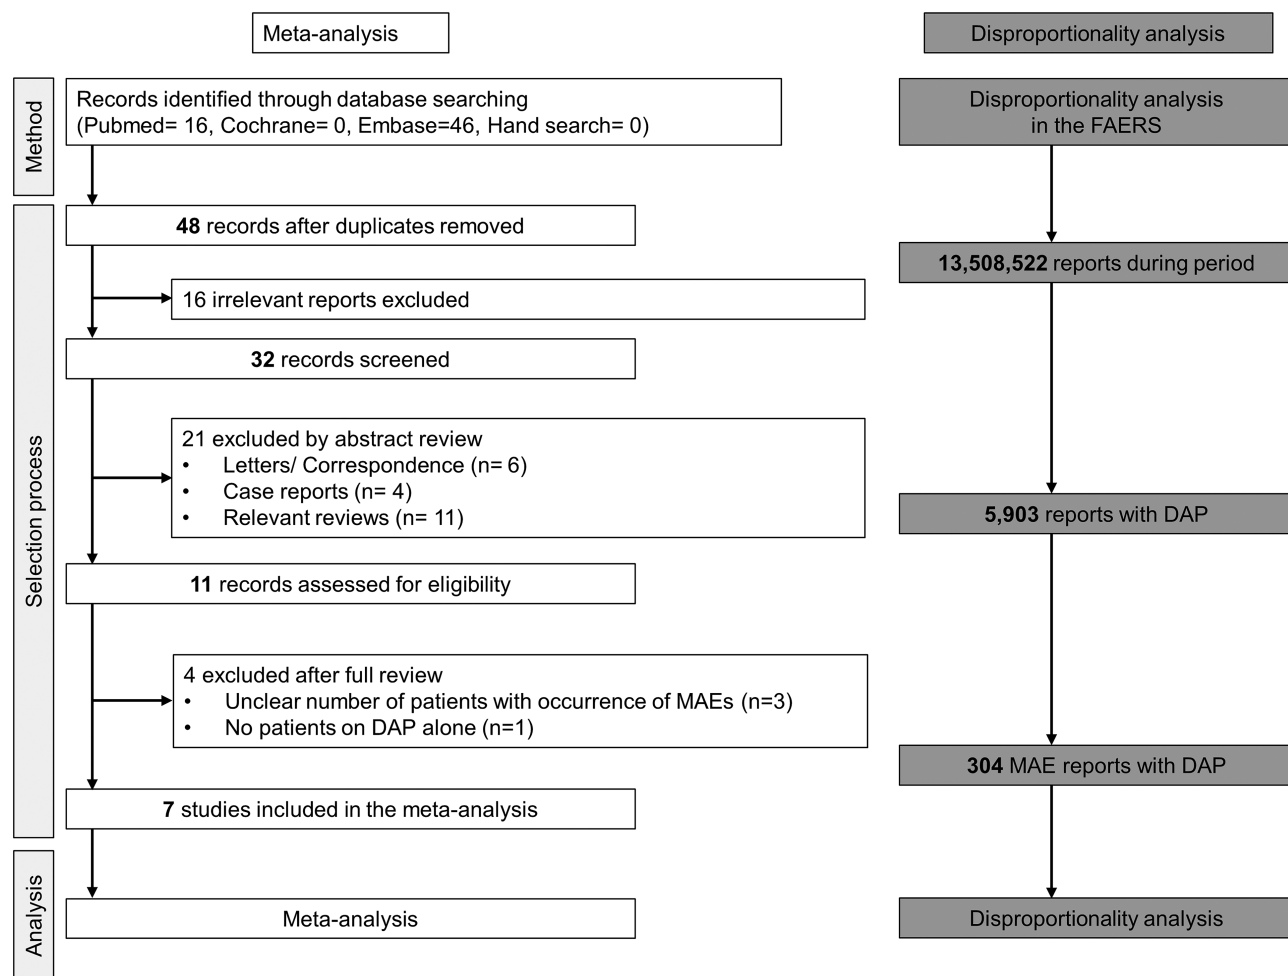 Meta-analysis
Disproportionality analysis
Method
Records identified through database searching
(Pubmed= 16, Cochrane= 0, Embase=46, Hand search= 0)
Disproportionality analysis
in the FAERS
Selection process
48 records after duplicates removed
13,508,522 reports during period
16 irrelevant reports excluded
32 records screened
21 excluded by abstract review
• Letters/ Correspondence (n= 6)
• Case reports (n= 4)
• Relevant reviews (n= 11)
5,903 reports with DAP
11 records assessed for eligibility
4 excluded after full review
• Unclear number of patients with occurrence of MAEs (n=3)
• No patients on DAP alone (n=1)
304 MAE reports with DAP
7 studies included in the meta-analysis
Analysis
Meta-analysis
Disproportionality analysis